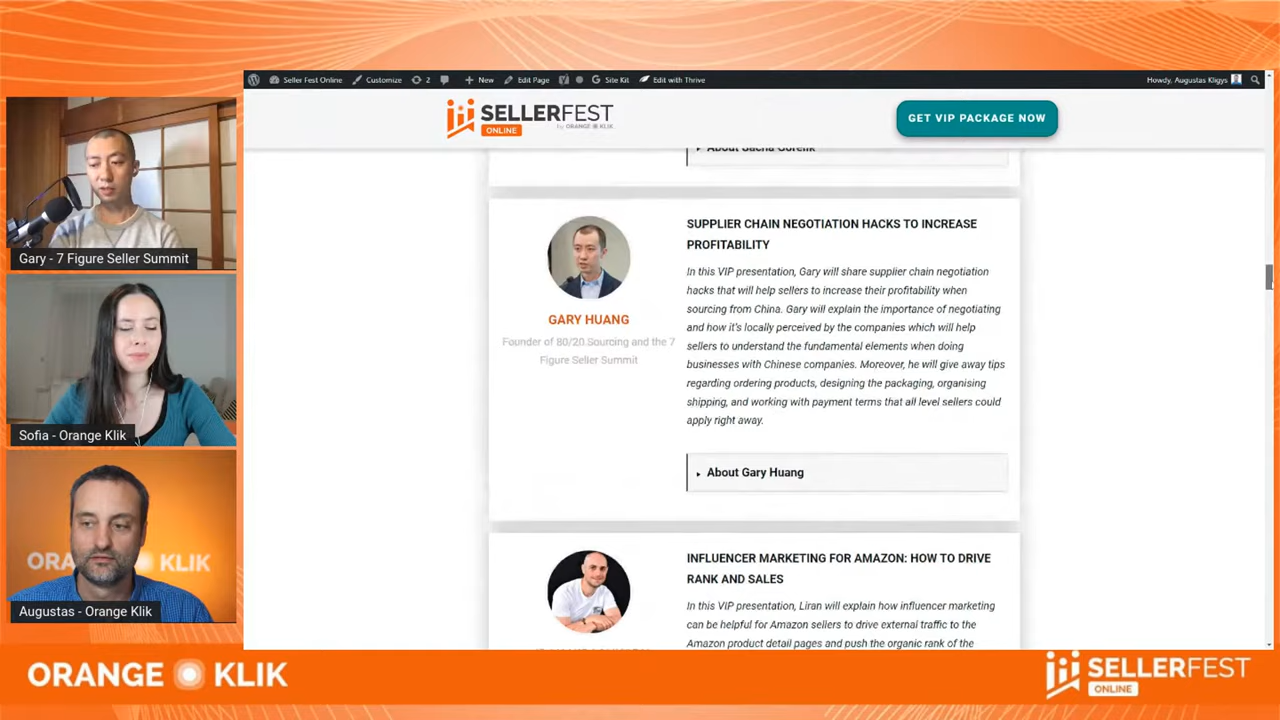 Seller Fest Online
Customize
2
New
Edit Page
Site Kit
Edit with Thrive
Howdy, Augustas Kligys
SELLERFEST
ONLINE
by ORANGE KLIK
GET VIP PACKAGE NOW
About Sacha Gorelik
SUPPLIER CHAIN NEGOTIATION HACKS TO INCREASE
PROFITABILITY
In this VIP presentation, Gary will share supplier chain negotiation
hacks that will help sellers to increase their profitability when
sourcing from China. Gary will explain the importance of negotiating
and how it's locally perceived by the companies which will help
sellers to understand the fundamental elements when doing
businesses with Chinese companies. Moreover, he will give away tips
regarding ordering products, designing the packaging, organising
shipping, and working with payment terms that all level sellers could
apply right away.
GARY HUANG
Founder of 80/20 Sourcing and the 7
Figure Seller Summit
About Gary Huang
INFLUENCER MARKETING FOR AMAZON: HOW TO DRIVE
RANK AND SALES
In this VIP presentation, Liran will explain how influencer marketing
can be helpful for Amazon sellers to drive external traffic to the
Amazon product detail pages and push the organic rank of the
Gary - 7 Figure Seller Summit
Sofia - Orange Klik
KLIK
Augustas - Orange Klik
ORANGE KLIK
SELLERFEST
ONLINE